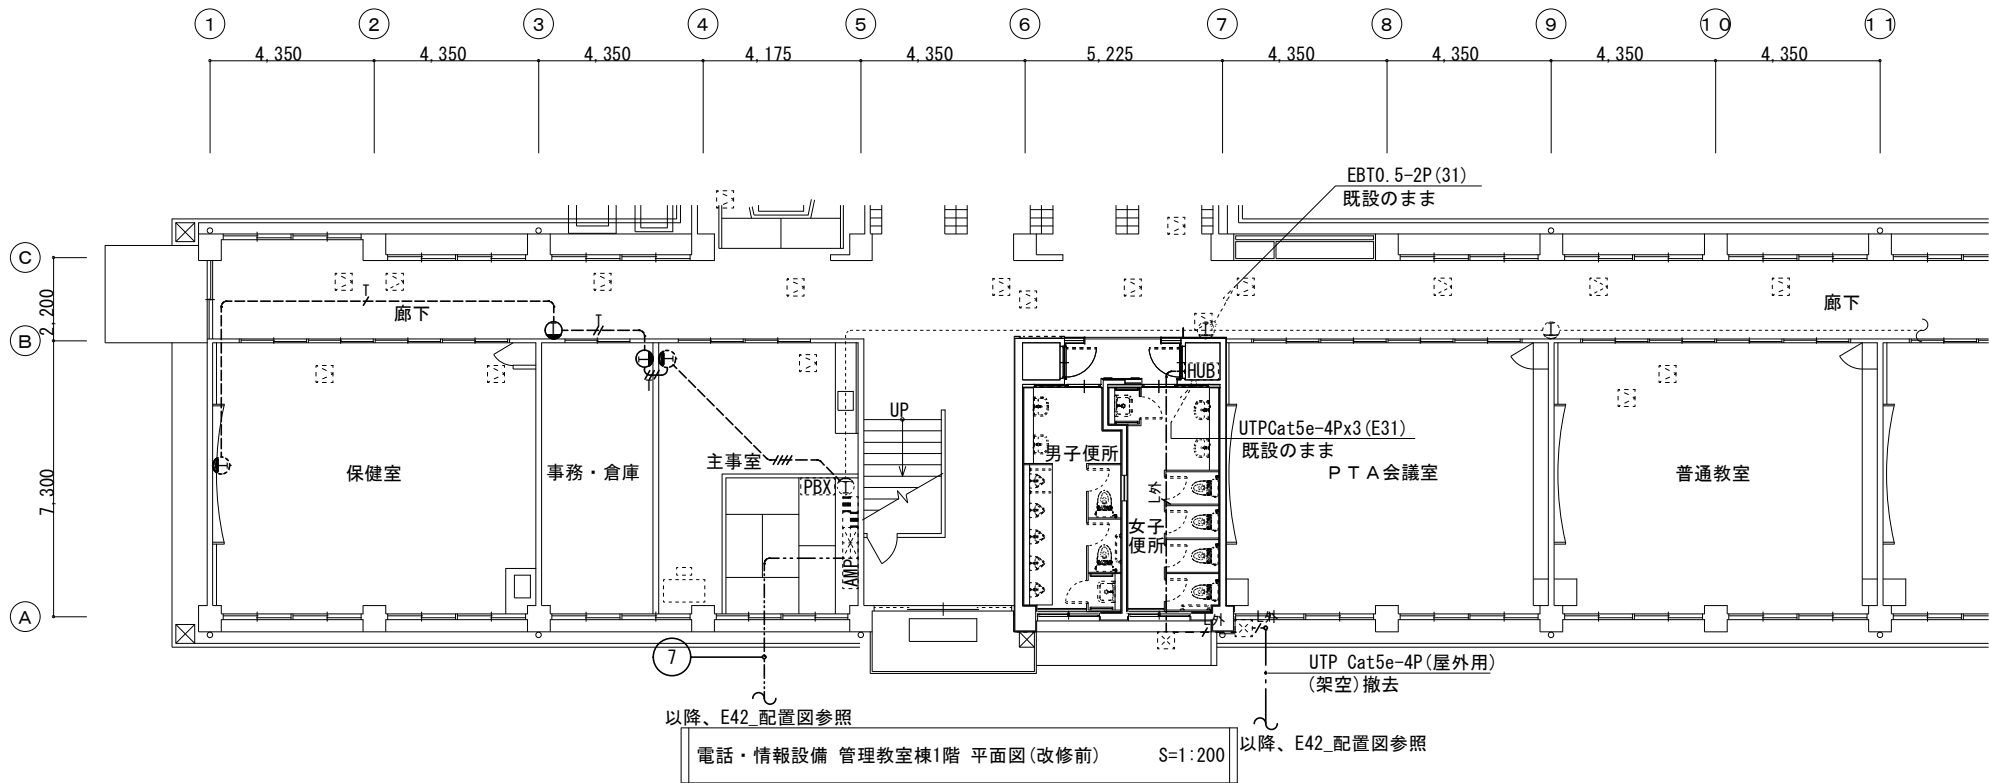 1 2 3 4 5 6 7 8 9 10 11
4,350 4,350 4,350 4,175 4,350 5,225 4,350 4,350 4,350 4,350
EBT0.5-2P(31)
既設のまま
C
2,200
T
廊下
T
廊下
B
HUB
T
UP
UTPCat5e-4Px3(E31)
既設のまま
男子便所
主事室
保健室
事務・倉庫
PTA会議室
普通教室
PBX
L外
7,300
女子
便所
AMP
A
L外
L外
7
UTP Cat5e-4P(屋外用)
(架空)撤去
以降、E42_配置図参照
以降、E42_配置図参照
電話・情報設備 管理教室棟1階 平面図(改修前) S=1:200